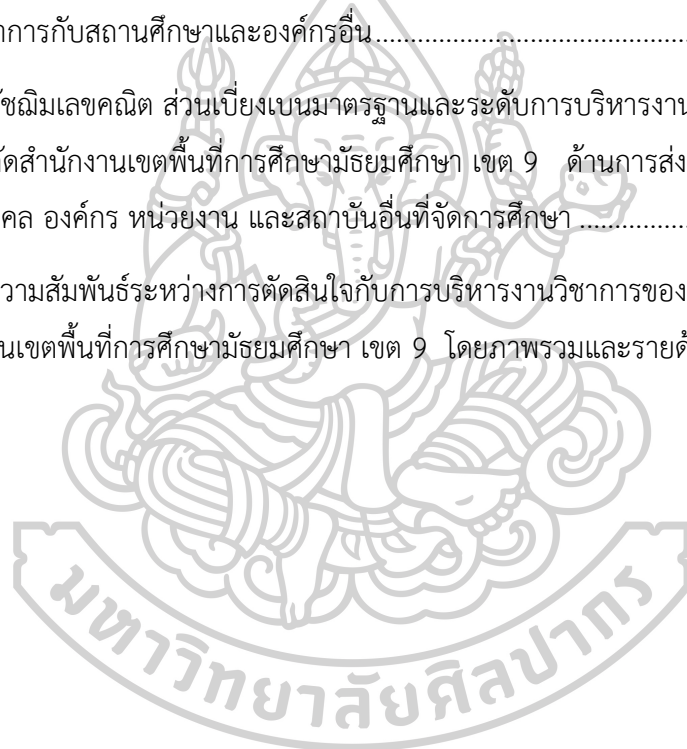 าการกับสถานศึกษาและองค์กรอื่น................................................
ัชฌิมเลขคณิต ส่วนเบี่ยงเบนมาตรฐานและระดับการบริหารงาน
ัดสำนักงานเขตพื้นที่การศึกษามัธยมศึกษา เขต 9 ด้านการส่ง
คล องค์กร หน่วยงาน และสถาบันอื่นที่จัดการศึกษา ................
วามสัมพันธ์ระหว่างการตัดสินใจกับการบริหารงานวิชาการของ
นเขตพื้นที่การศึกษามัธยมศึกษา เขต 9 โดยภาพรวมและรายด้
มหาวิทยาลัยศิลปากร